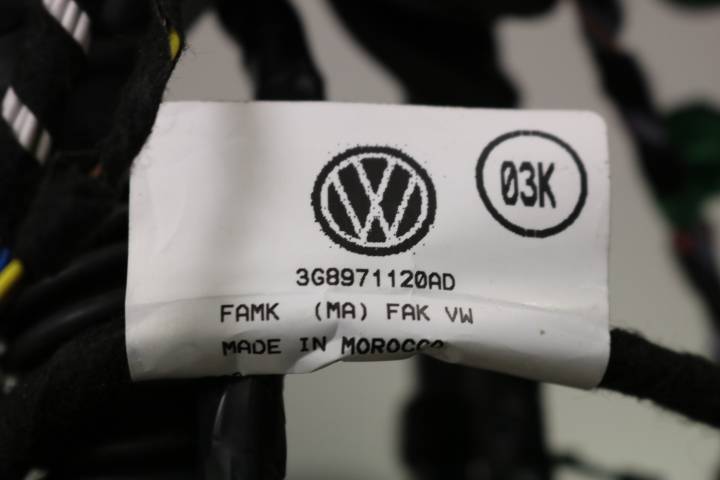 03K
3G8971120AD
FAMK (MA) FAK VW
MADE IN MOROCCO